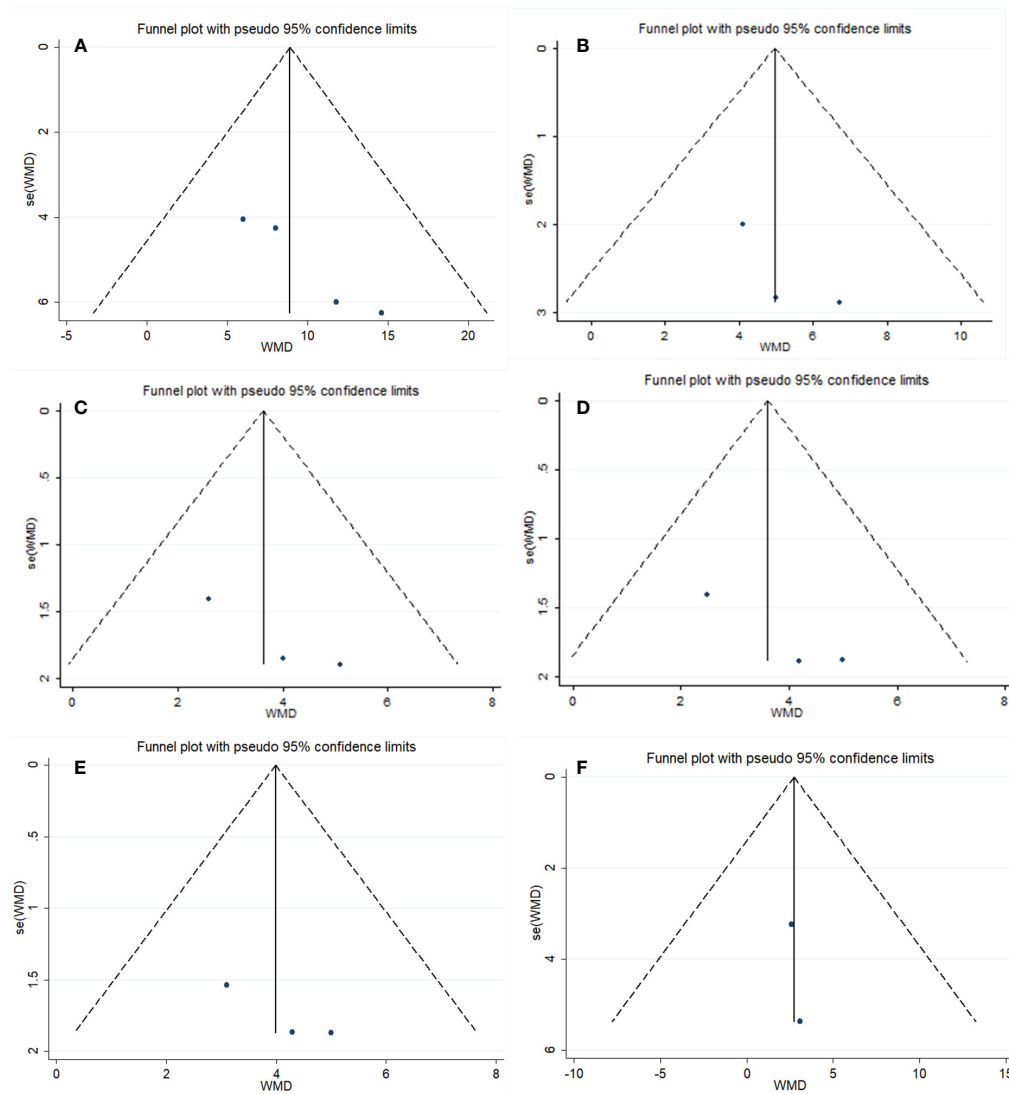 Funnel plot with pseudo 95% confidence limits
A
0
2
4
6
se(WMD)
-5 0 5 10 15 20
WMD
Funnel plot with pseudo 95% confidence limits
B
0
1
2
3
se(WMD)
0 2 4 6 8 10
WMD
Funnel plot with pseudo 95% confidence limits
C
0
.5
1
1.5
2
se(WMD)
0 2 4 6 8
WMD
Funnel plot with pseudo 95% confidence limits
D
0
.5
1
1.5
2
se(WMD)
0 2 4 6 8
WMD
Funnel plot with pseudo 95% confidence limits
E
0
.5
1
1.5
2
se(WMD)
0 2 4 6 8
WMD
Funnel plot with pseudo 95% confidence limits
F
0
2
4
6
se(WMD)
-10 -5 0 5 10 15
WMD